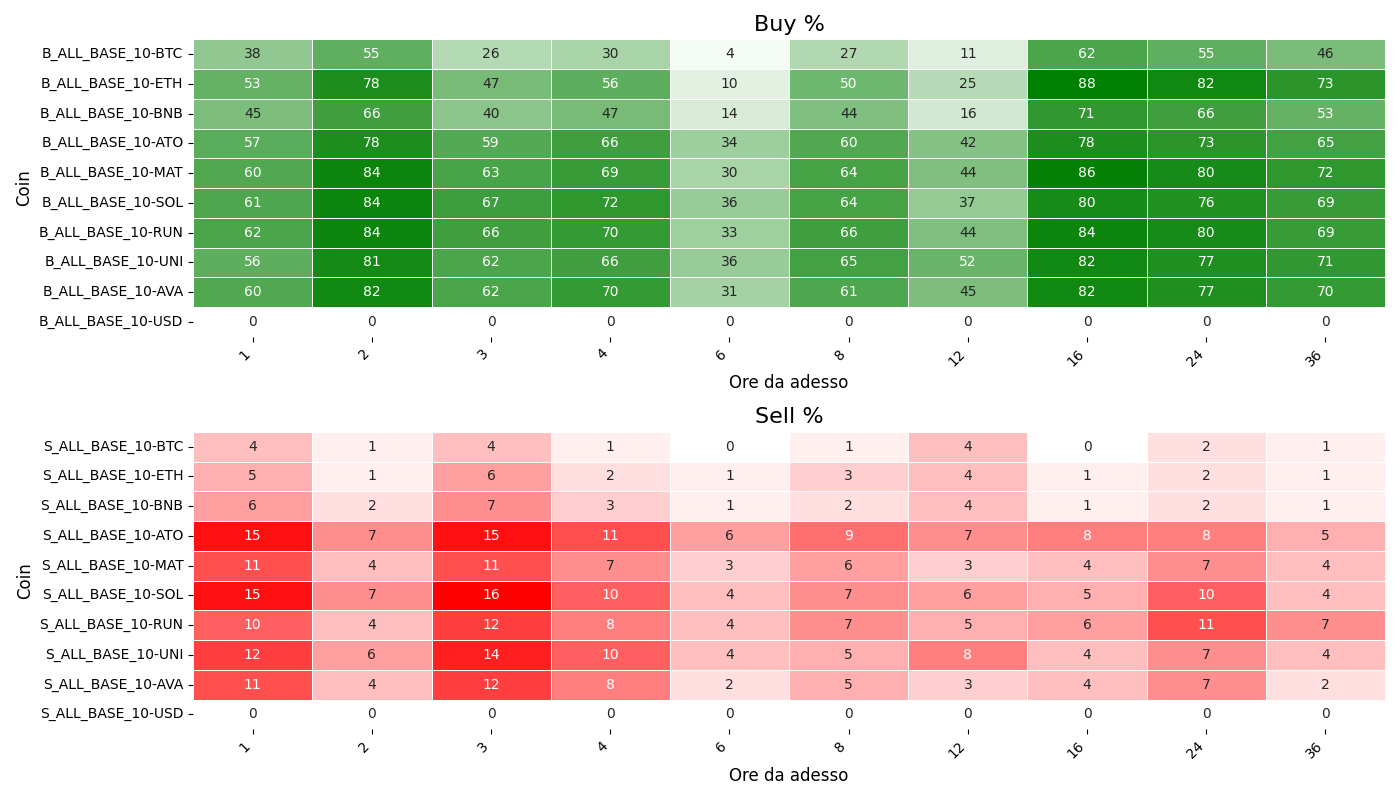 Buy %
Coin
B_ALL_BASE_10-BTC 38 55 26 30 4 27 11 62 55 46
B_ALL_BASE_10-ETH 53 78 47 56 10 50 25 88 82 73
B_ALL_BASE_10-BNB 45 66 40 47 14 44 16 71 66 53
B_ALL_BASE_10-ATO 57 78 59 66 34 60 42 78 73 65
B_ALL_BASE_10-MAT 60 84 63 69 30 64 44 86 80 72
B_ALL_BASE_10-SOL 61 84 67 72 36 64 37 80 76 69
B_ALL_BASE_10-RUN 62 84 66 70 33 66 44 84 80 69
B_ALL_BASE_10-UNI 56 81 62 66 36 65 52 82 77 71
B_ALL_BASE_10-AVA 60 82 62 70 31 61 45 82 77 70
B_ALL_BASE_10-USD 0 0 0 0 0 0 0 0 0 0
1 2 3 4 6 8 12 16 24 36
Ore da adesso
Sell %
Coin
S_ALL_BASE_10-BTC 4 1 4 1 0 1 4 0 2 1
S_ALL_BASE_10-ETH 5 1 6 2 1 3 4 1 2 1
S_ALL_BASE_10-BNB 6 2 7 3 1 2 4 1 2 1
S_ALL_BASE_10-ATO 15 7 15 11 6 9 7 8 8 5
S_ALL_BASE_10-MAT 11 4 11 7 3 6 3 4 7 4
S_ALL_BASE_10-SOL 15 7 16 10 4 7 6 5 10 4
S_ALL_BASE_10-RUN 10 4 12 8 4 7 5 6 11 7
S_ALL_BASE_10-UNI 12 6 14 10 4 5 8 4 7 4
S_ALL_BASE_10-AVA 11 4 12 8 2 5 3 4 7 2
S_ALL_BASE_10-USD 0 0 0 0 0 0 0 0 0 0
1 2 3 4 6 8 12 16 24 36
Ore da adesso